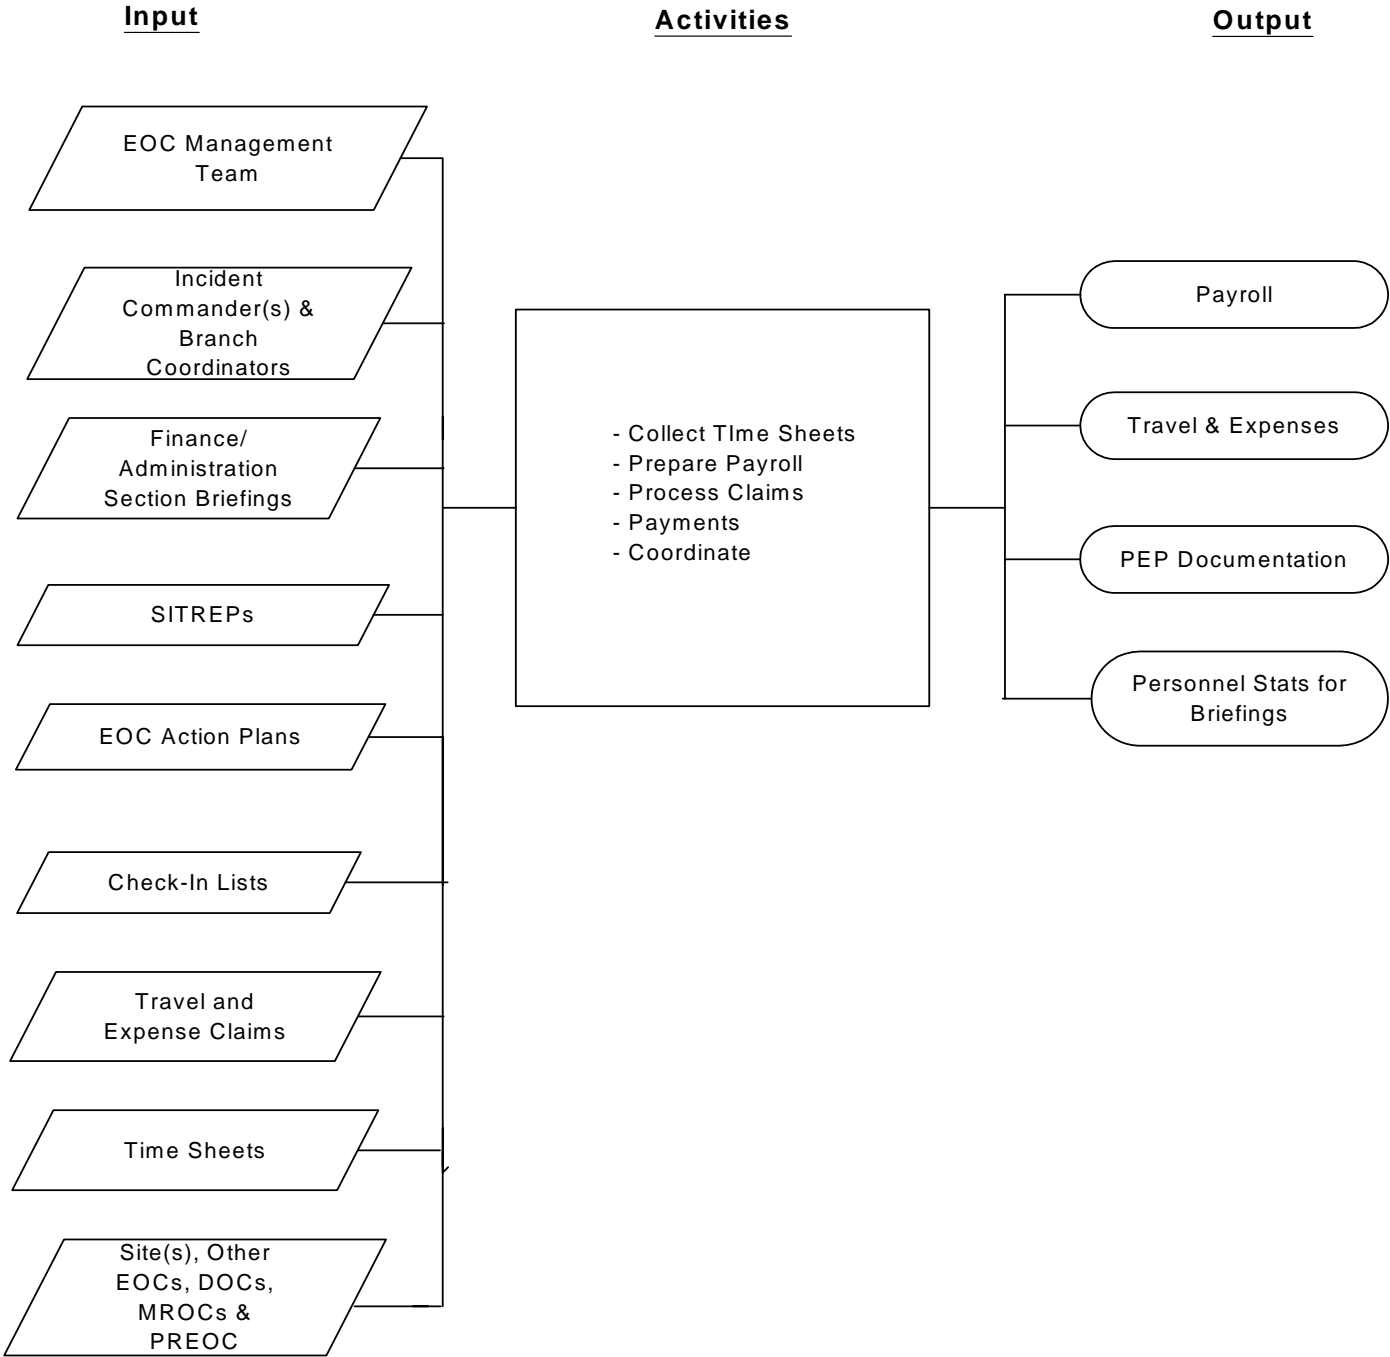 Input
Activities
Output
EOC Management
Team
Incident
Commander(s) &
Branch
Coordinators
Finance/
Administration
Section Briefings
SITREPs
EOC Action Plans
Check-In Lists
Travel and
Expense Claims
Time Sheets
Site(s), Other
EOCs, DOCs,
MROCs &
PREOC
- Collect TIme Sheets
- Prepare Payroll
- Process Claims
- Payments
- Coordinate
Payroll
Travel & Expenses
PEP Documentation
Personnel Stats for
Briefings